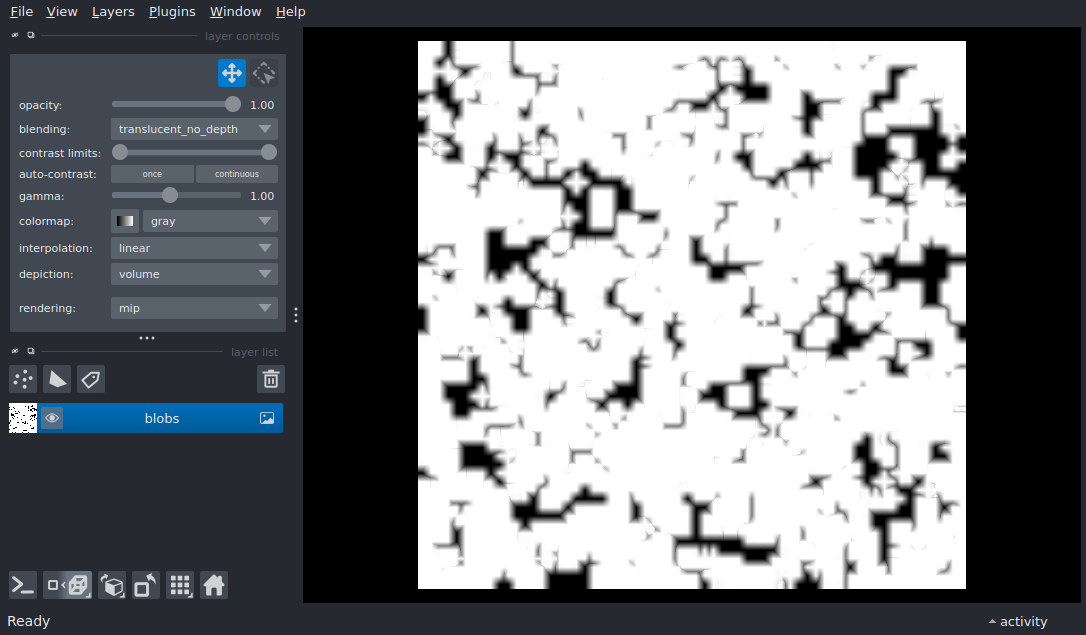 File View Layers Plugins Window Help
layer controls
opacity: 1.00
blending: translucent_no_depth
contrast limits:
auto-contrast: once continuous
gamma: 1.00
colormap: gray
interpolation: linear
depiction: volume
rendering: mip
layer list
blobs
Ready activity